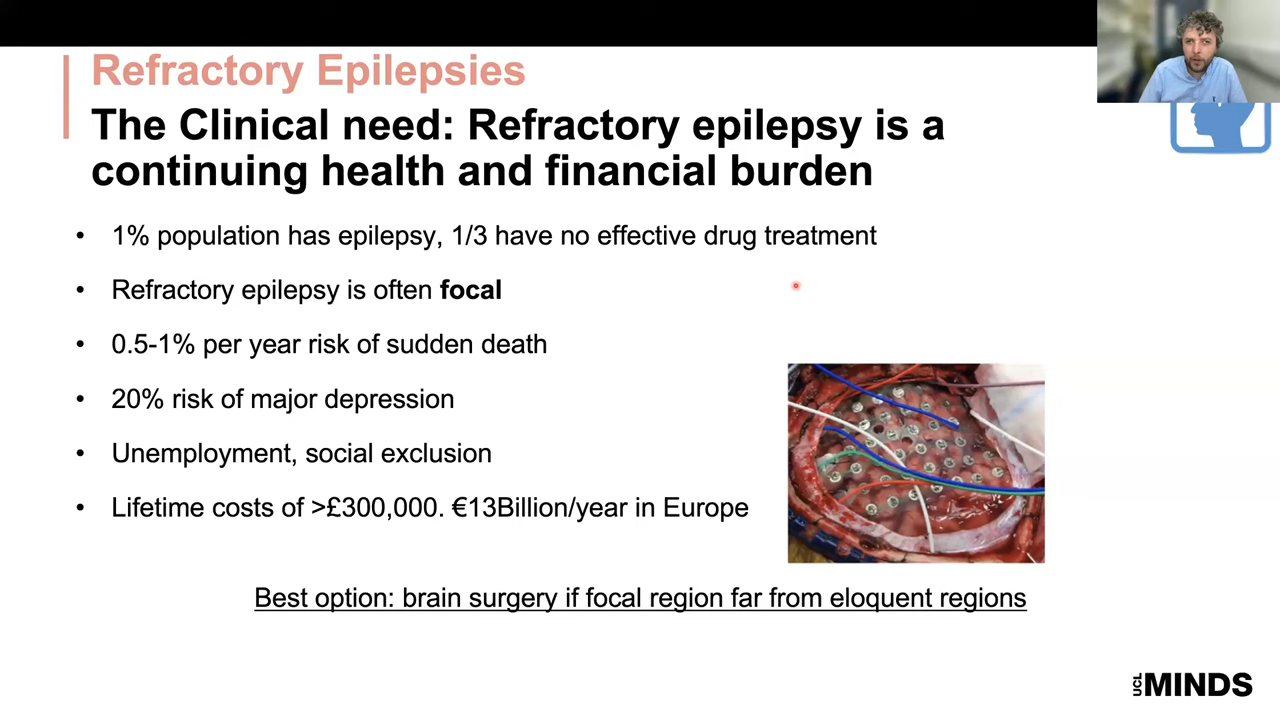 Refractory Epilepsies
The Clinical need: Refractory epilepsy is a
continuing health and financial burden
• 1% population has epilepsy, 1/3 have no effective drug treatment
• Refractory epilepsy is often focal
• 0.5-1% per year risk of sudden death
• 20% risk of major depression
• Unemployment, social exclusion
• Lifetime costs of >£300,000. €13Billion/year in Europe
Best option: brain surgery if focal region far from eloquent regions
UCL MINDS